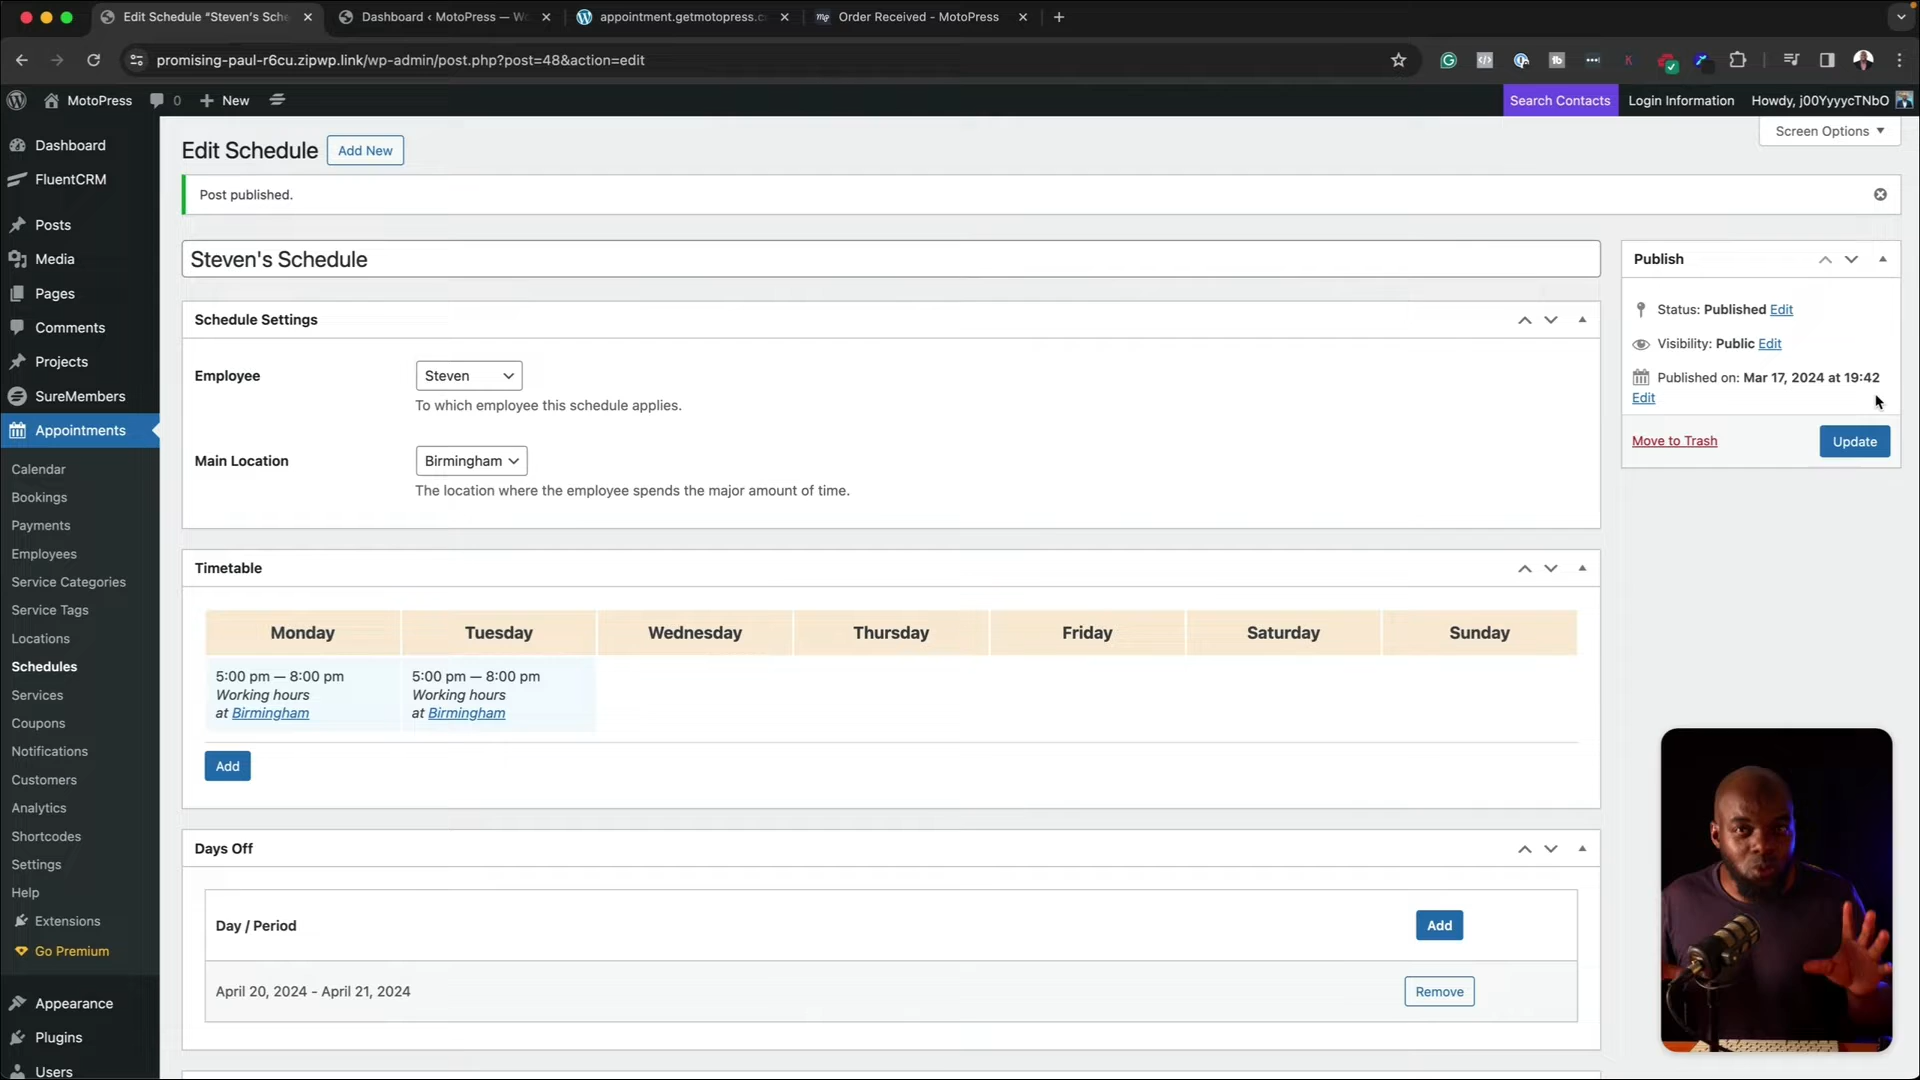 Edit Schedule “Steven's Sche
Dashboard ‹ MotoPress — Wo
appointment.getmotopress.c
Order Received - MotoPress
promising-paul-r6cu.zipwp.link/wp-admin/post.php?post=48&action=edit
MotoPress
0
New
Search Contacts
Login Information
Howdy, j00YyyycTNbO
Screen Options
Dashboard
FluentCRM
Posts
Media
Pages
Comments
Projects
SureMembers
Appointments
Calendar
Bookings
Payments
Employees
Service Categories
Service Tags
Locations
Schedules
Services
Coupons
Notifications
Customers
Analytics
Shortcodes
Settings
Help
Extensions
Go Premium
Appearance
Plugins
Users
Edit Schedule
Add New
Post published.
Steven's Schedule
Schedule Settings
Employee
Steven
To which employee this schedule applies.
Main Location
Birmingham
The location where the employee spends the major amount of time.
Timetable
Monday
Tuesday
Wednesday
Thursday
Friday
Saturday
Sunday
5:00 pm — 8:00 pm
Working hours
at Birmingham
5:00 pm — 8:00 pm
Working hours
at Birmingham
Add
Days Off
Day / Period
Add
April 20, 2024 - April 21, 2024
Remove
Publish
Status: Published Edit
Visibility: Public Edit
Published on: Mar 17, 2024 at 19:42
Edit
Move to Trash
Update